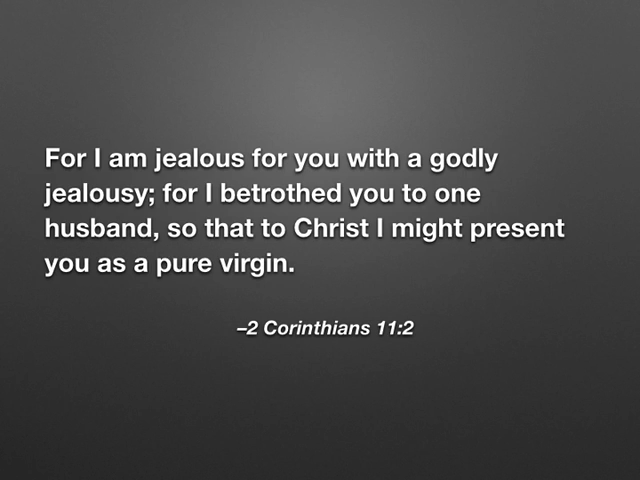 For I am jealous for you with a godly
jealousy; for I betrothed you to one
husband, so that to Christ I might present
you as a pure virgin.
–2 Corinthians 11:2